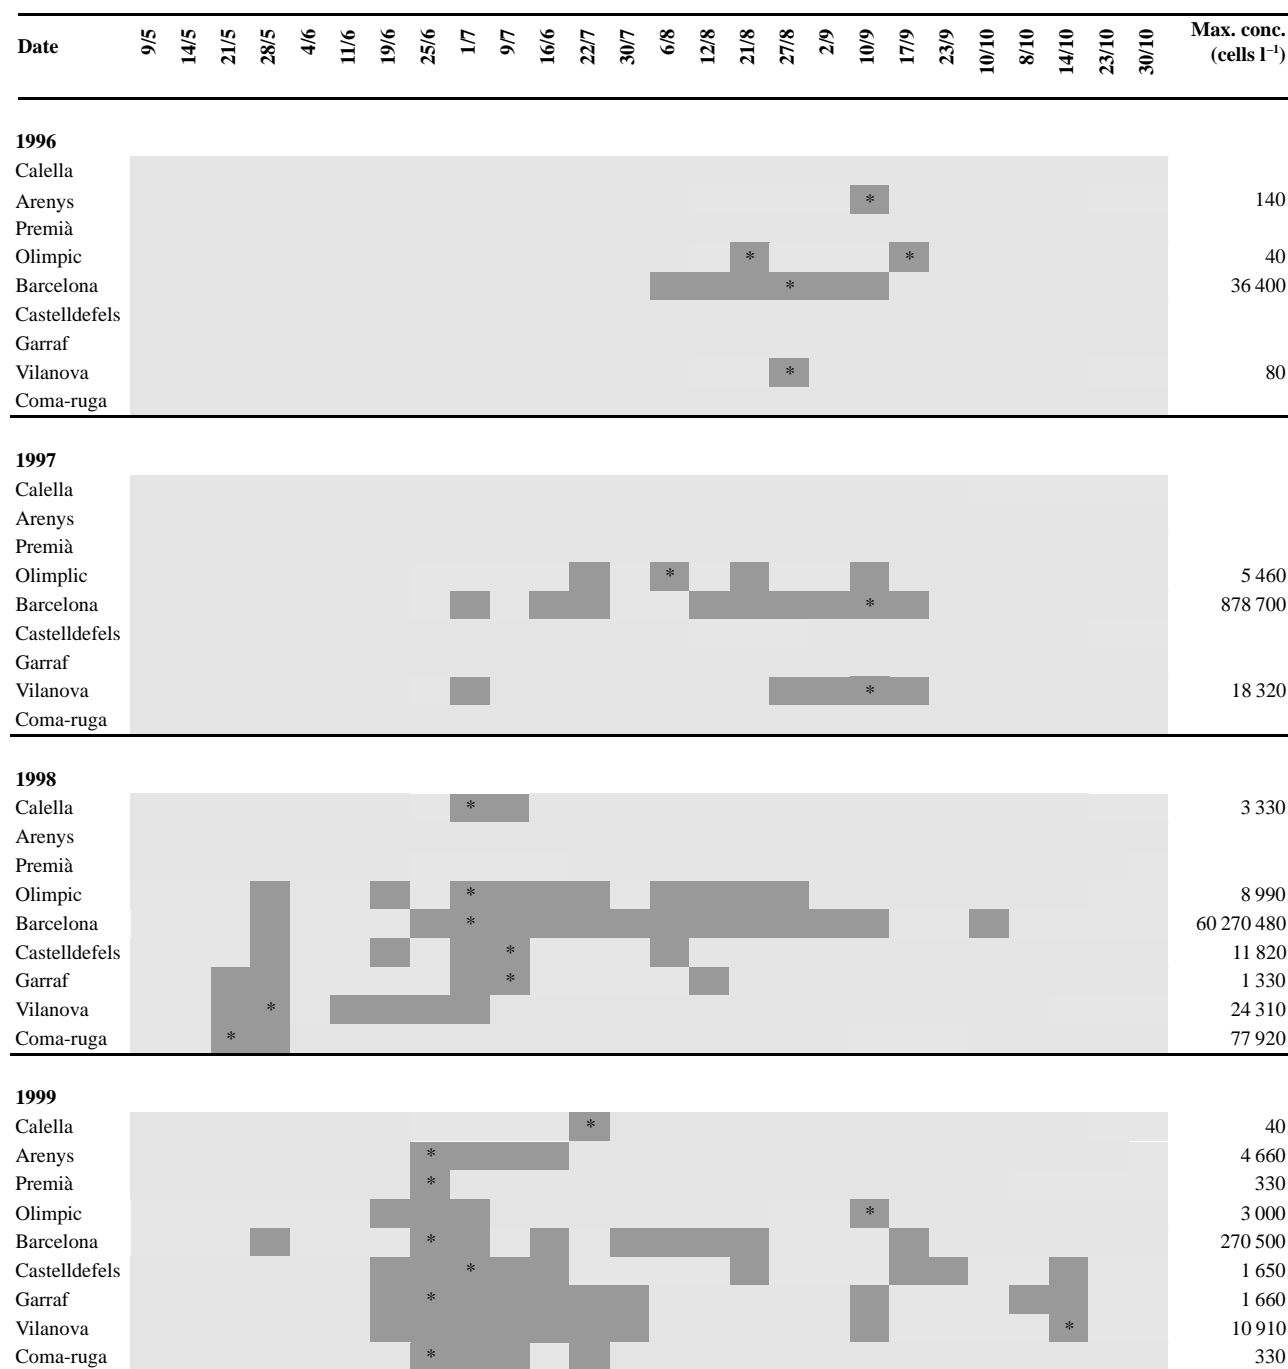 Date 9/5 14/5 21/5 28/5 4/6 11/6 19/6 25/6 1/7 9/7 16/6 22/7 30/7 6/8 12/8 21/8 27/8 2/9 10/9 17/9 23/9 10/10 8/10 14/10 23/10 30/10 Max. conc. (cells l⁻¹)
1996
Calella
Arenys * 140
Premià
Olimpic * * 40
Barcelona * 36 400
Castelldefels
Garraf
Vilanova * 80
Coma-ruga
1997
Calella
Arenys
Premià
Olimplic * 5 460
Barcelona * 878 700
Castelldefels
Garraf
Vilanova * 18 320
Coma-ruga
1998
Calella * 3 330
Arenys
Premià
Olimpic * 8 990
Barcelona * 60 270 480
Castelldefels * 11 820
Garraf * 1 330
Vilanova * 24 310
Coma-ruga * 77 920
1999
Calella * 40
Arenys * 4 660
Premià * 330
Olimpic * 3 000
Barcelona * 270 500
Castelldefels * 1 650
Garraf * 1 660
Vilanova * 10 910
Coma-ruga * 330